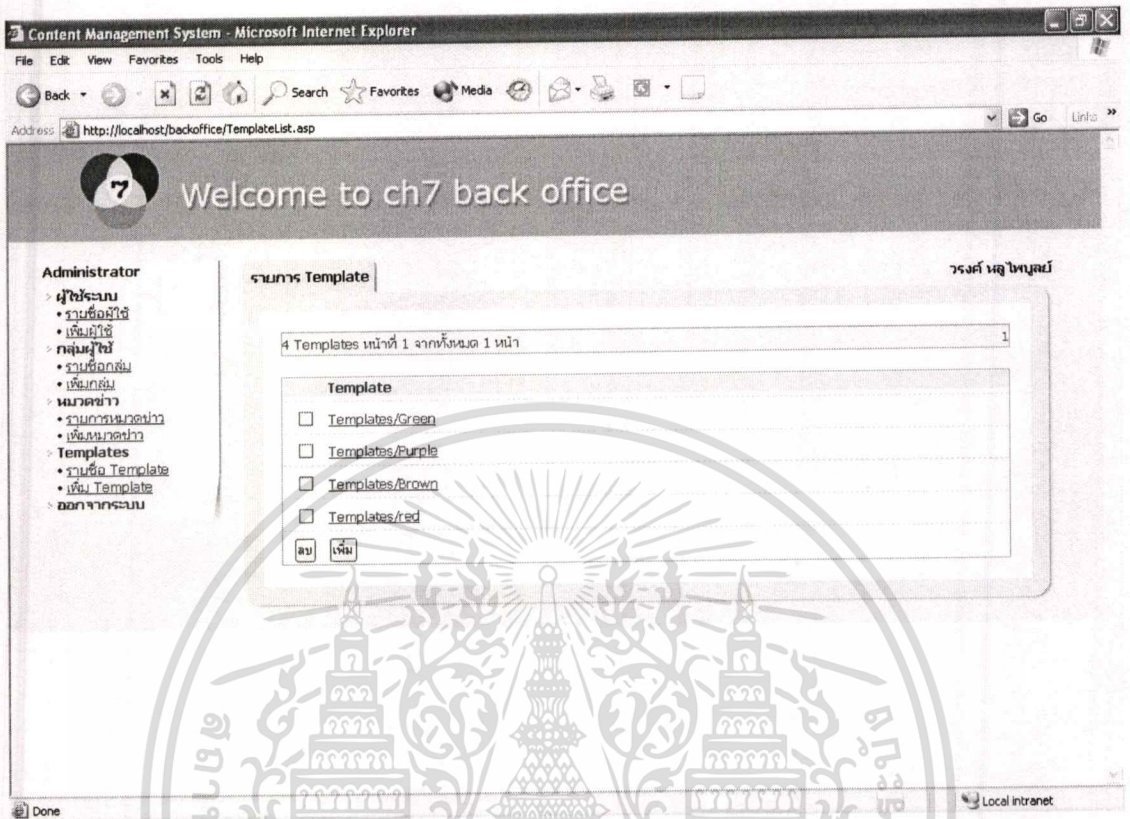 Content Management System - Microsoft Internet Explorer
File Edit View Favorites Tools Help
Back Search Favorites Media
Address http://localhost/backoffice/TemplateList.asp Go Links »
7 Welcome to ch7 back office
Administrator
ผู้ใช้ระบบ
• รายชื่อผู้ใช้
• เพิ่มผู้ใช้
กลุ่มผู้ใช้
• รายชื่อกลุ่ม
• เพิ่มกลุ่ม
หมวดข่าว
• รายการหมวดข่าว
• เพิ่มหมวดข่าว
Templates
• รายชื่อ Template
• เพิ่ม Template
ออกจากระบบ
รายการ Template
วรงค์ หลูไพบูลย์
4 Templates หน้าที่ 1 จากทั้งหมด 1 หน้า 1
Template
Templates/Green
Templates/Purple
Templates/Brown
Templates/red
ลบ เพิ่ม
Done Local intranet